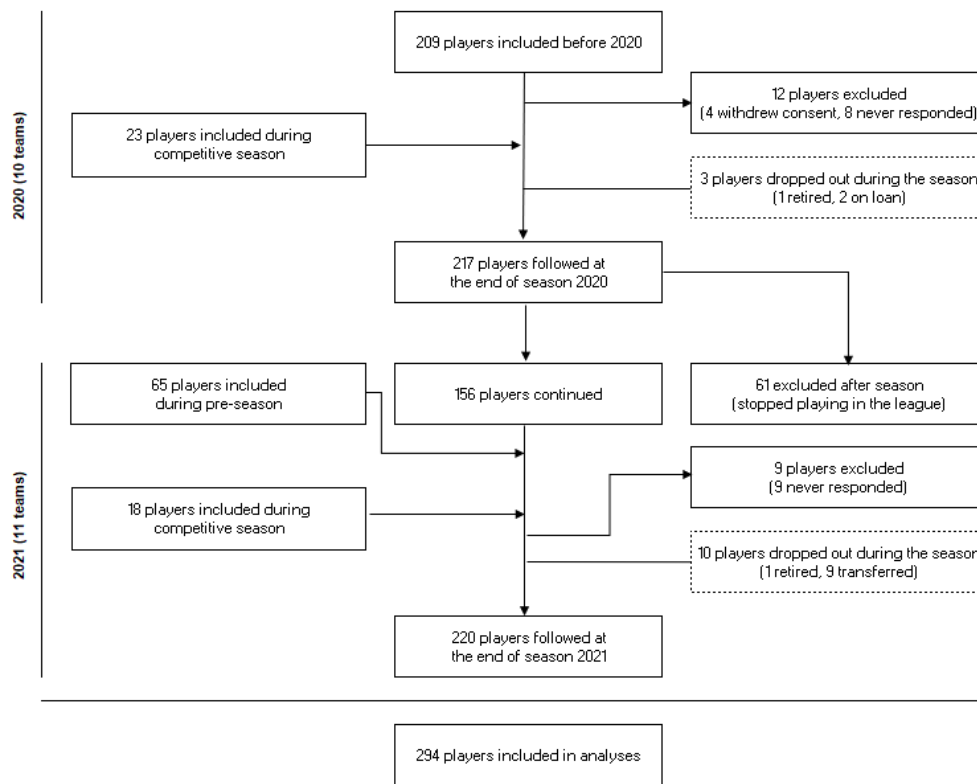 209 players included before 2020
12 players excluded
(4 withdrew consent, 8 never responded)
23 players included during
competitive season
3 players dropped out during the season
(1 retired, 2 on loan)
217 players followed at
the end of season 2020
2020 (10 teams)
65 players included
during pre-season
156 players continued
61 excluded after season
(stopped playing in the league)
9 players excluded
(9 never responded)
18 players included during
competitive season
10 players dropped out during the season
(1 retired, 9 transferred)
220 players followed at
the end of season 2021
2021 (11 teams)
294 players included in analyses